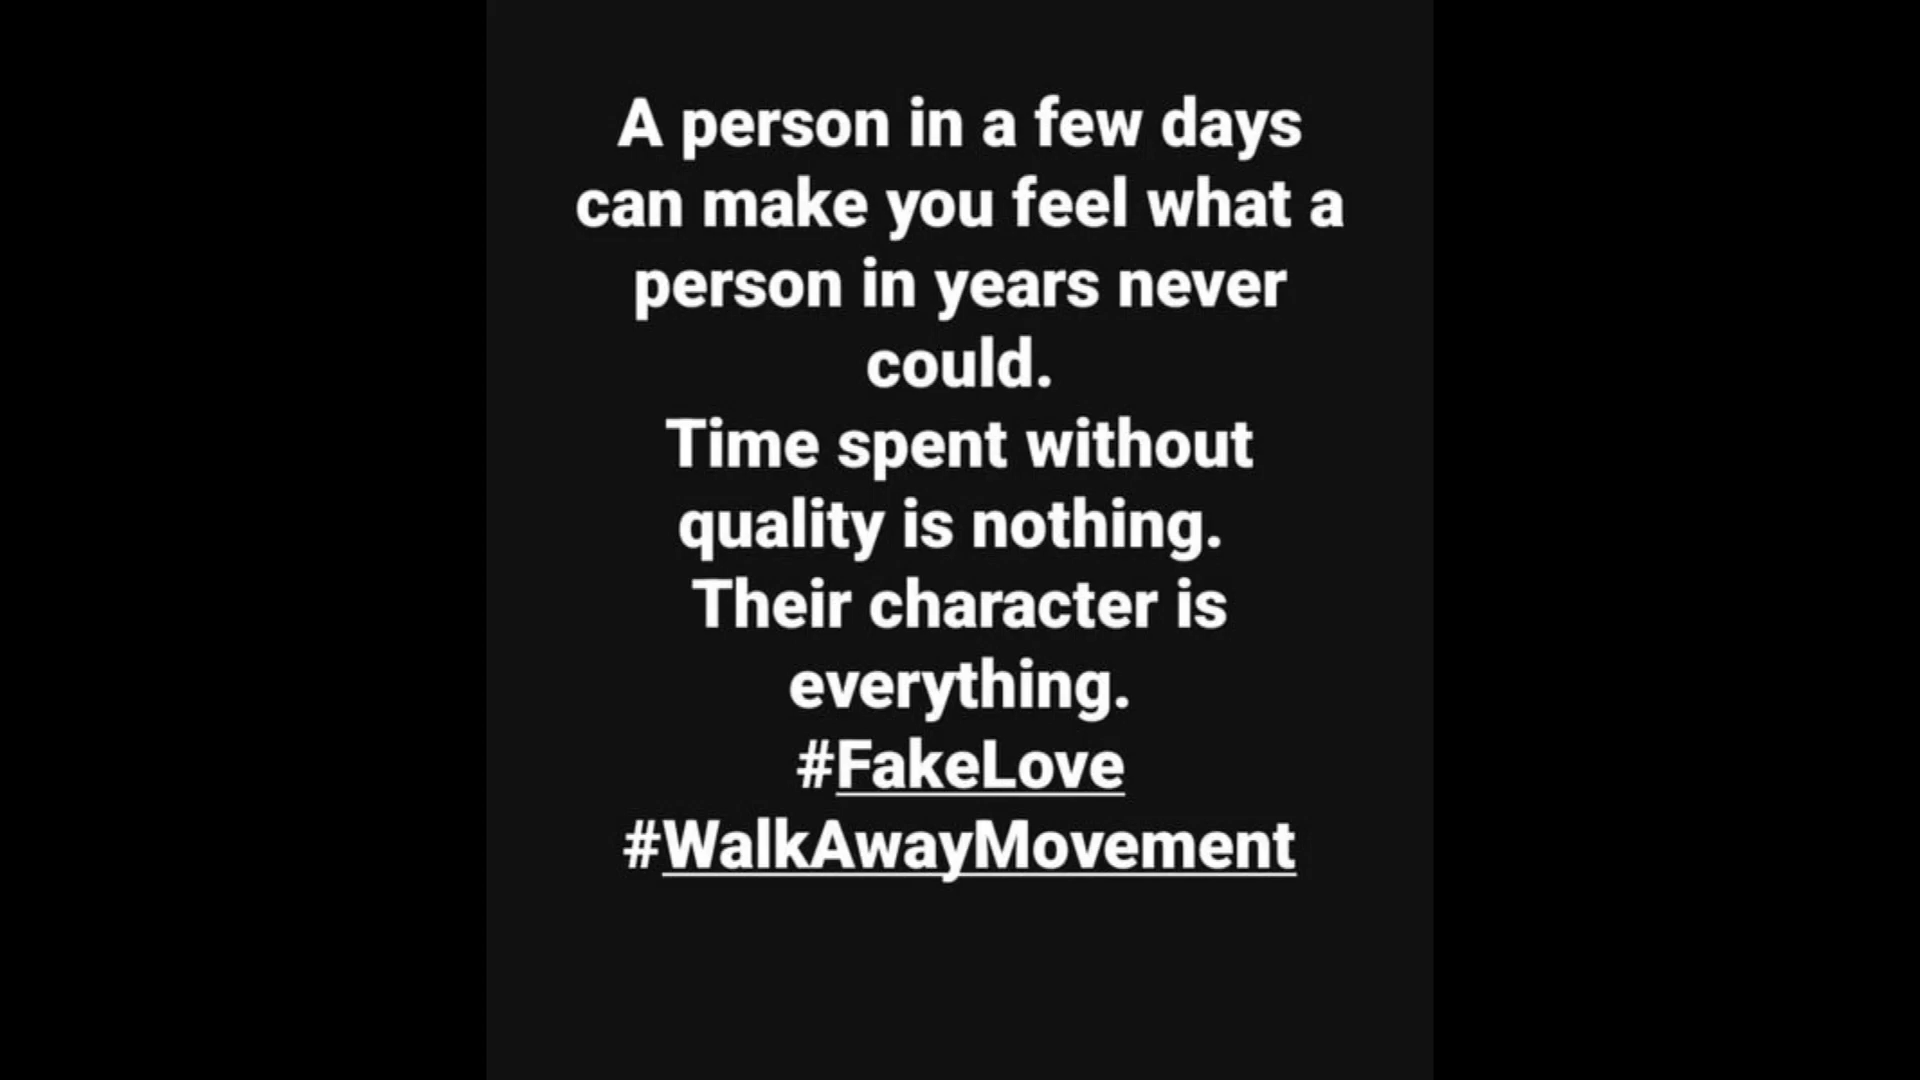 A person in a few days
can make you feel what a
person in years never
could.
Time spent without
quality is nothing.
Their character is
everything.
#FakeLove
#WalkAwayMovement